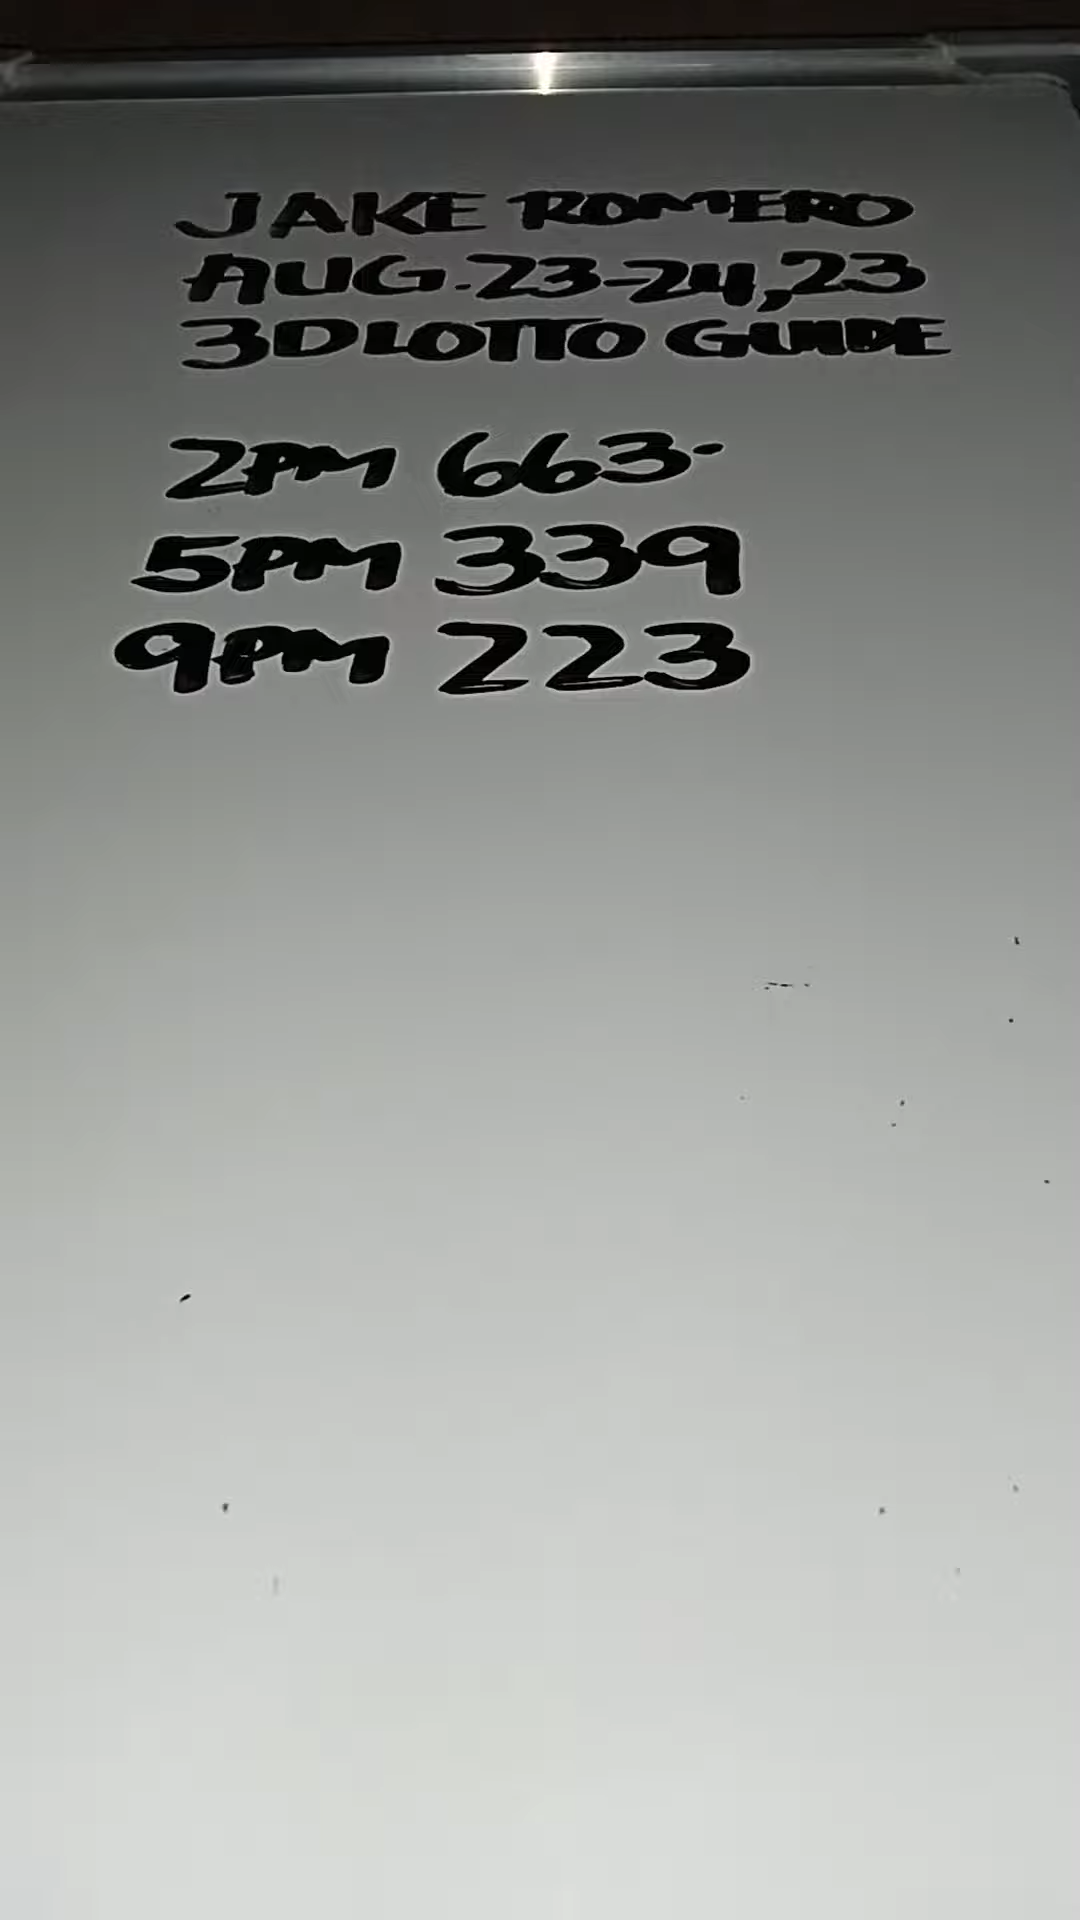 JAKE ROMERO
AUG. 23-24, 23
3D LOTTO GUIDE
2PM 663.
5PM 339
9PM 223